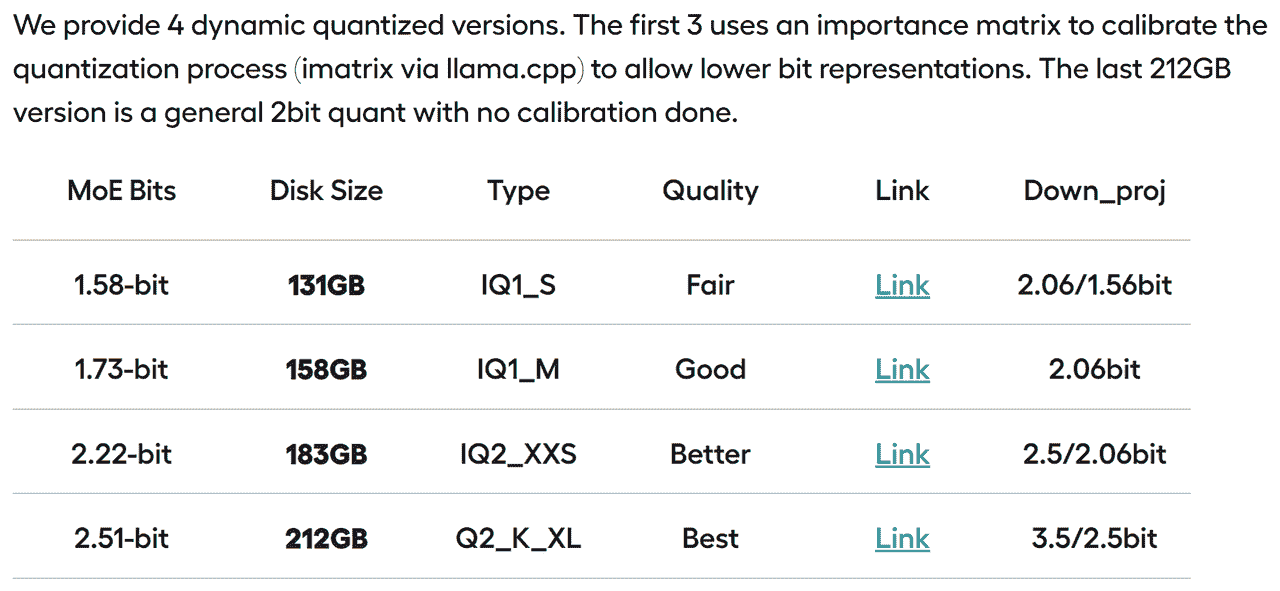 We provide 4 dynamic quantized versions. The first 3 uses an importance matrix to calibrate the
quantization process (imatrix via llama.cpp) to allow lower bit representations. The last 212GB
version is a general 2bit quant with no calibration done.
MoE Bits Disk Size Type Quality Link Down_proj
1.58-bit 131GB IQ1_S Fair Link 2.06/1.56bit
1.73-bit 158GB IQ1_M Good Link 2.06bit
2.22-bit 183GB IQ2_XXS Better Link 2.5/2.06bit
2.51-bit 212GB Q2_K_XL Best Link 3.5/2.5bit